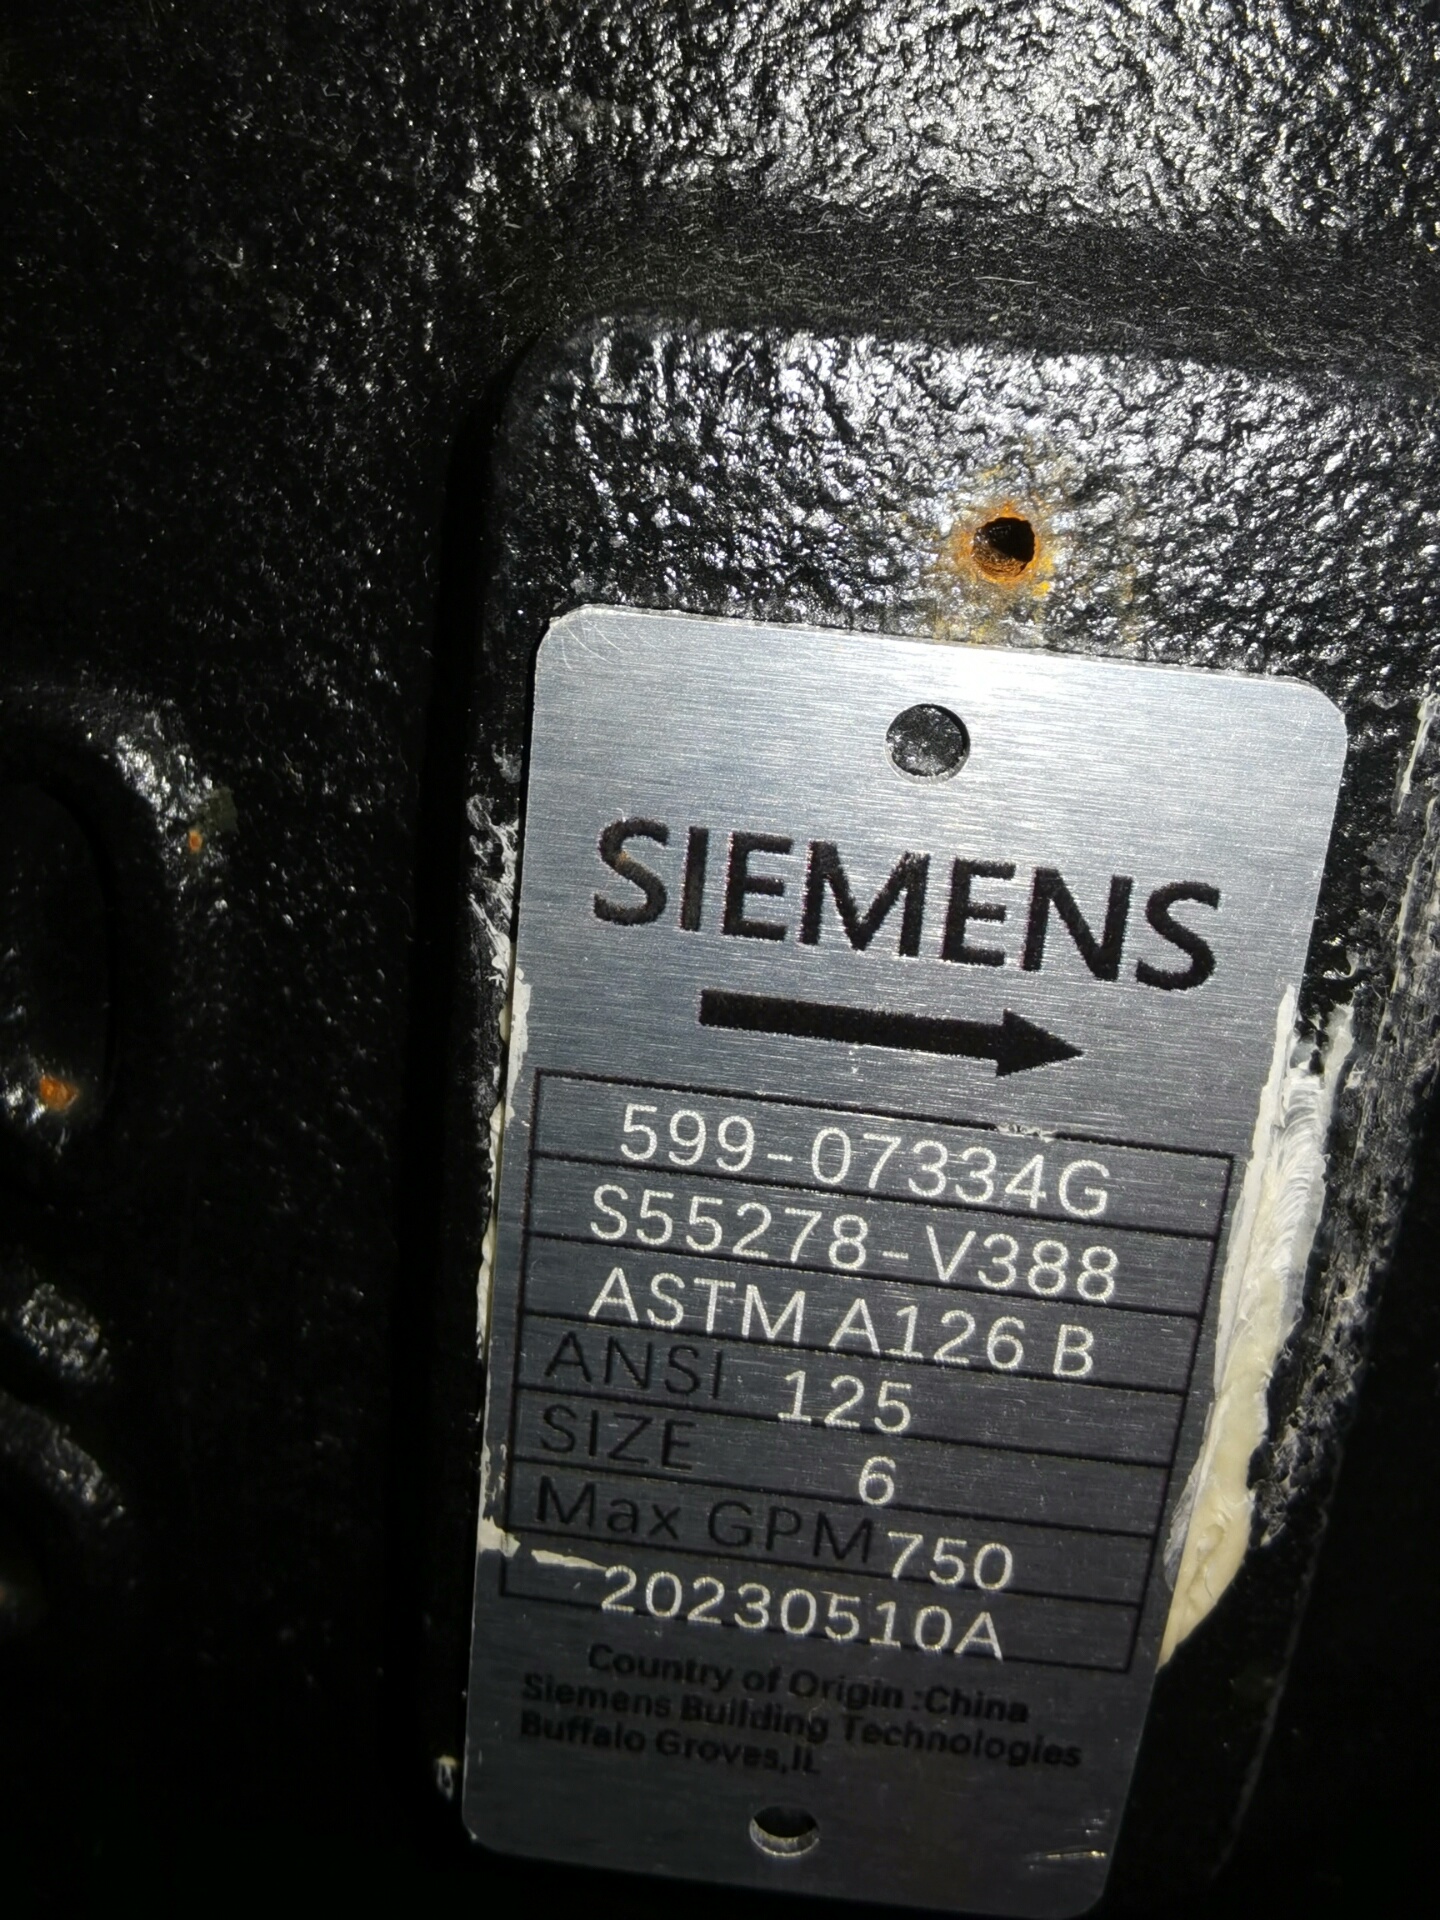 SIEMENS
599-07334G
S55278-V388
ASTM A126 B
ANSI 125
SIZE 6
Max GPM 750
20230510A
Country of Origin :China
Siemens Building Technologies
Buffalo Groves,IL